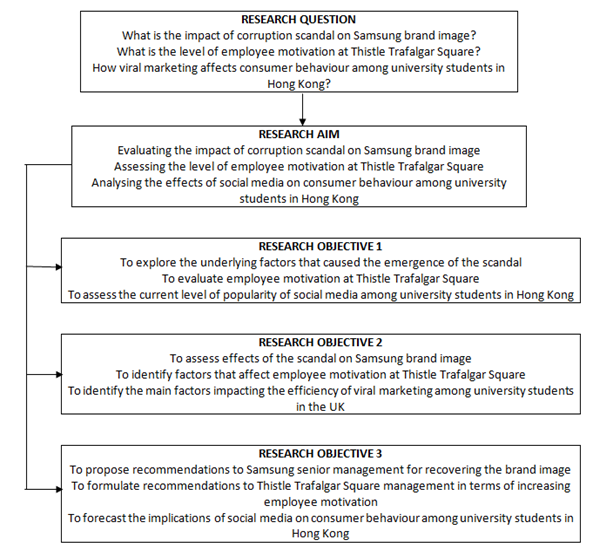 RESEARCH QUESTION
What is the impact of corruption scandal on Samsung brand image?
What is the level of employee motivation at Thistle Trafalgar Square?
How viral marketing affects consumer behaviour among university students in
Hong Kong?
RESEARCH AIM
Evaluating the impact of corruption scandal on Samsung brand image
Assessing the level of employee motivation at Thistle Trafalgar Square
Analysing the effects of social media on consumer behaviour among university
students in Hong Kong
RESEARCH OBJECTIVE 1
To explore the underlying factors that caused the emergence of the scandal
To evaluate employee motivation at Thistle Trafalgar Square
To assess the current level of popularity of social media among university students in Hong Kong
RESEARCH OBJECTIVE 2
To assess effects of the scandal on Samsung brand image
To identify factors that affect employee motivation at Thistle Trafalgar Square
To identify the main factors impacting the efficiency of viral marketing among university students
in the UK
RESEARCH OBJECTIVE 3
To propose recommendations to Samsung senior management for recovering the brand image
To formulate recommendations to Thistle Trafalgar Square management in terms of increasing
employee motivation
To forecast the implications of social media on consumer behaviour among university students in
Hong Kong